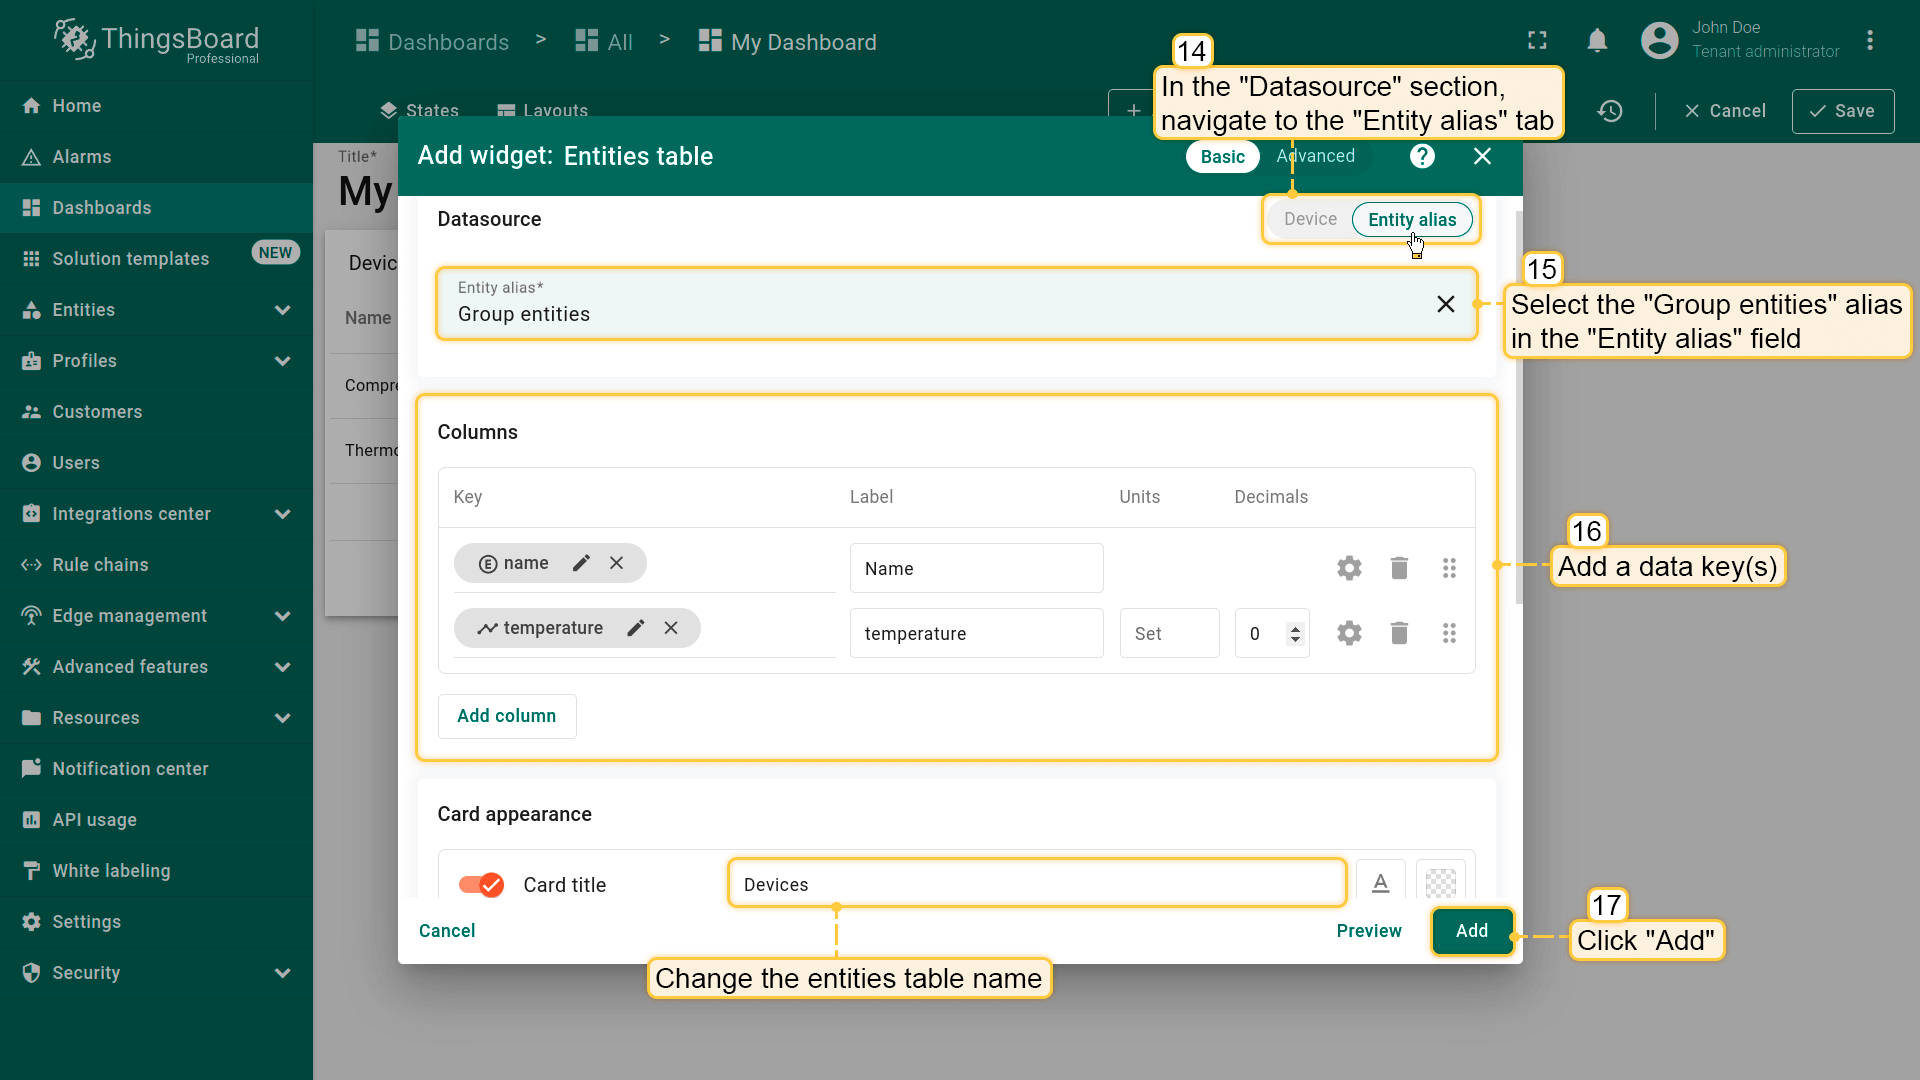 ThingsBoard
Professional
Dashboards > All > My Dashboard
John Doe
Tenant administrator
Home
Alarms
Dashboards
Solution templates NEW
Entities
Profiles
Customers
Users
Integrations center
Rule chains
Edge management
Advanced features
Resources
Notification center
API usage
White labeling
Settings
Security
States Layouts
+
Cancel Save
14
In the "Datasource" section,
navigate to the "Entity alias" tab
Title*
My
Devic
Name
Compre
Thermo
Add widget: Entities table
Basic Advanced
?
Datasource
Device Entity alias
Entity alias*
Group entities
15
Select the "Group entities" alias
in the "Entity alias" field
Columns
Key Label Units Decimals
E name Name
temperature temperature Set 0
Add column
16
Add a data key(s)
Card appearance
Card title Devices A
Cancel Preview Add
17
Click "Add"
Change the entities table name